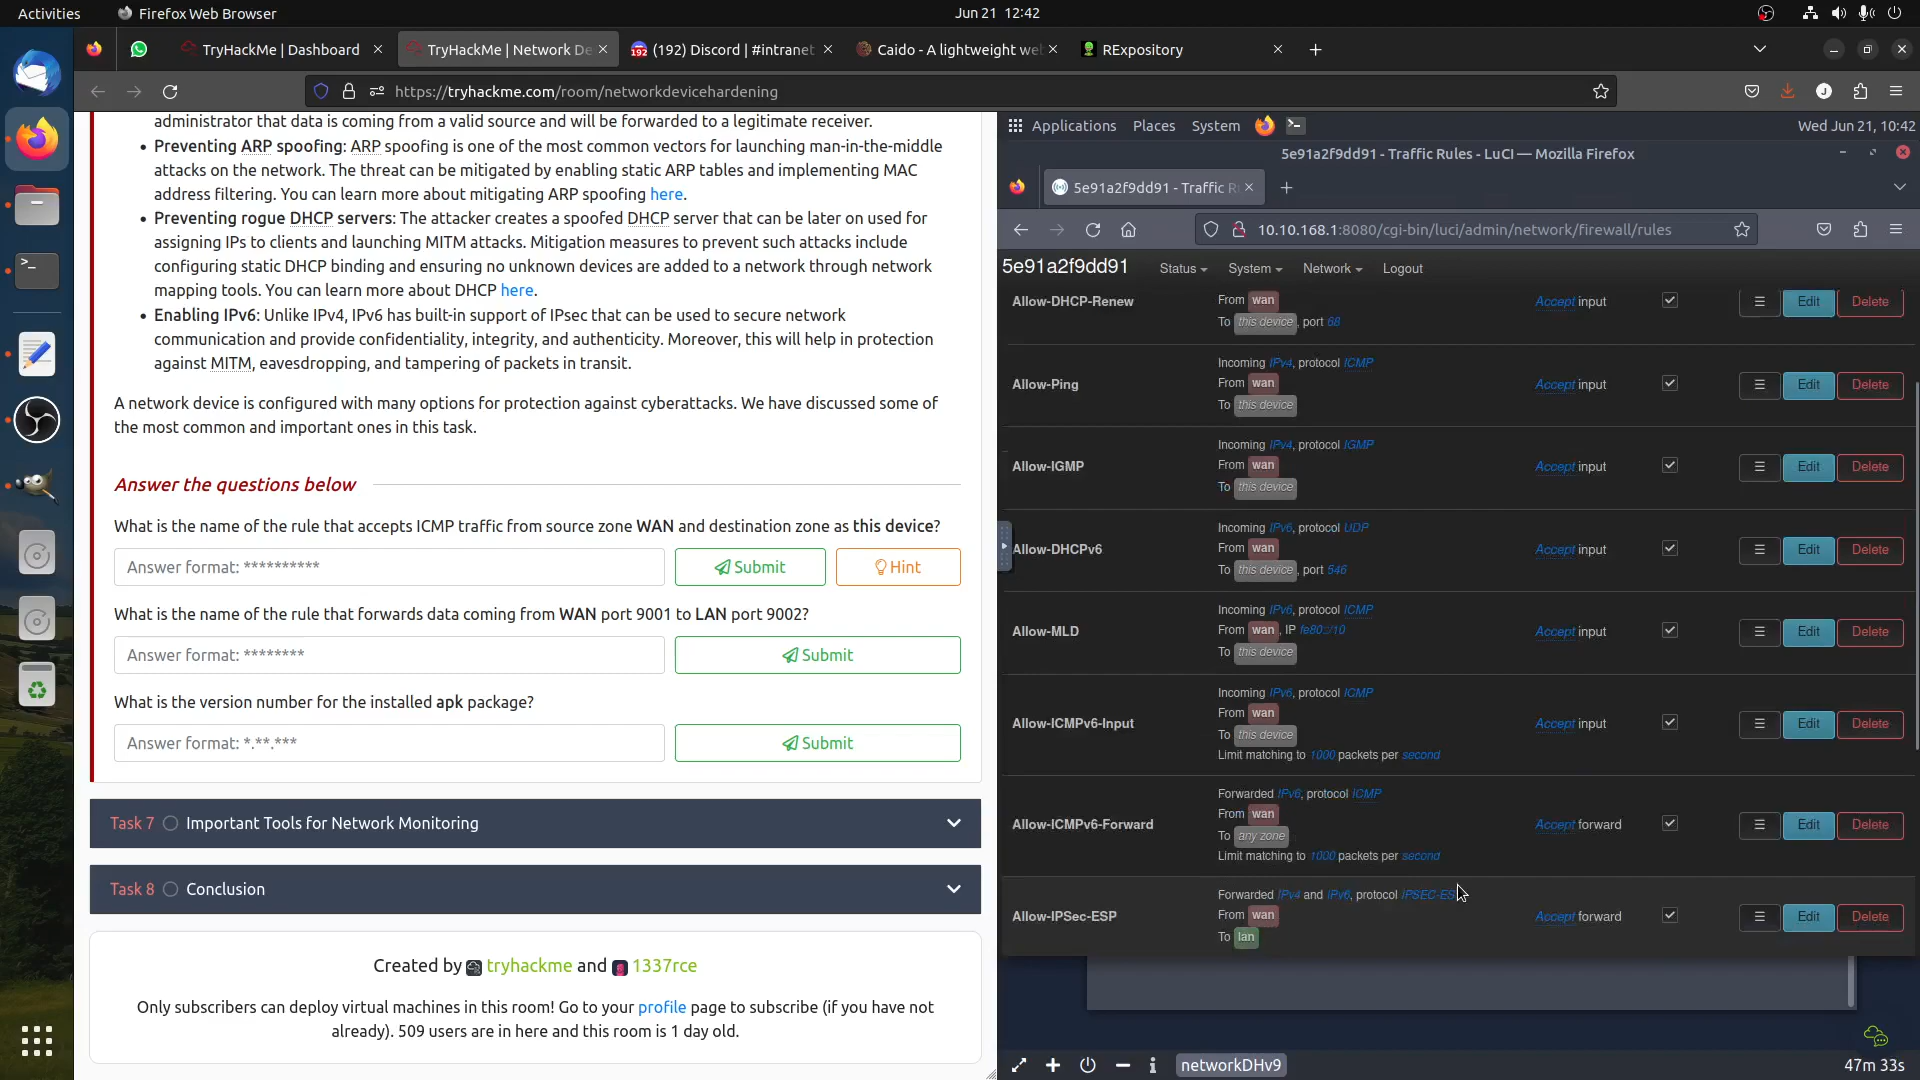 Activities
Firefox Web Browser
Jun 21 12:42
TryHackMe | Dashboard
TryHackMe | Network De
(192) Discord | #intranet
Caido - A lightweight we
RExpository
https://tryhackme.com/room/networkdevicehardening
administrator that data is coming from a valid source and will be forwarded to a legitimate receiver.
• Preventing ARP spoofing: ARP spoofing is one of the most common vectors for launching man-in-the-middle
attacks on the network. The threat can be mitigated by enabling static ARP tables and implementing MAC
address filtering. You can learn more about mitigating ARP spoofing here.
• Preventing rogue DHCP servers: The attacker creates a spoofed DHCP server that can be later on used for
assigning IPs to clients and launching MITM attacks. Mitigation measures to prevent such attacks include
configuring static DHCP binding and ensuring no unknown devices are added to a network through network
mapping tools. You can learn more about DHCP here.
• Enabling IPv6: Unlike IPv4, IPv6 has built-in support of IPsec that can be used to secure network
communication and provide confidentiality, integrity, and authenticity. Moreover, this will help in protection
against MITM, eavesdropping, and tampering of packets in transit.
A network device is configured with many options for protection against cyberattacks. We have discussed some of
the most common and important ones in this task.
Answer the questions below
What is the name of the rule that accepts ICMP traffic from source zone WAN and destination zone as this device?
Answer format: **********
Submit
Hint
What is the name of the rule that forwards data coming from WAN port 9001 to LAN port 9002?
Answer format: ********
Submit
What is the version number for the installed apk package?
Answer format: *.**.***
Submit
Task 7 Important Tools for Network Monitoring
Task 8 Conclusion
Created by tryhackme and 1337rce
Only subscribers can deploy virtual machines in this room! Go to your profile page to subscribe (if you have not
already). 509 users are in here and this room is 1 day old.
Applications Places System
Wed Jun 21, 10:42
5e91a2f9dd91 - Traffic Rules - LuCI — Mozilla Firefox
5e91a2f9dd91 - Traffic R
10.10.168.1:8080/cgi-bin/luci/admin/network/firewall/rules
5e91a2f9dd91 Status System Network Logout
Allow-DHCP-Renew
From wan
To this device, port 68
Accept input
Edit
Delete
Incoming IPv4, protocol ICMP
Allow-Ping
From wan
To this device
Accept input
Edit
Delete
Incoming IPv4, protocol IGMP
Allow-IGMP
From wan
To this device
Accept input
Edit
Delete
Incoming IPv6, protocol UDP
Allow-DHCPv6
From wan
To this device, port 546
Accept input
Edit
Delete
Incoming IPv6, protocol ICMP
Allow-MLD
From wan, IP fe80::/10
To this device
Accept input
Edit
Delete
Incoming IPv6, protocol ICMP
From wan
Allow-ICMPv6-Input
To this device
Limit matching to 1000 packets per second
Accept input
Edit
Delete
Forwarded IPv6, protocol ICMP
From wan
Allow-ICMPv6-Forward
To any zone
Limit matching to 1000 packets per second
Accept forward
Edit
Delete
Forwarded IPv4 and IPv6, protocol IPSEC-ES
Allow-IPSec-ESP
From wan
To lan
Accept forward
Edit
Delete
networkDHv9
47m 33s